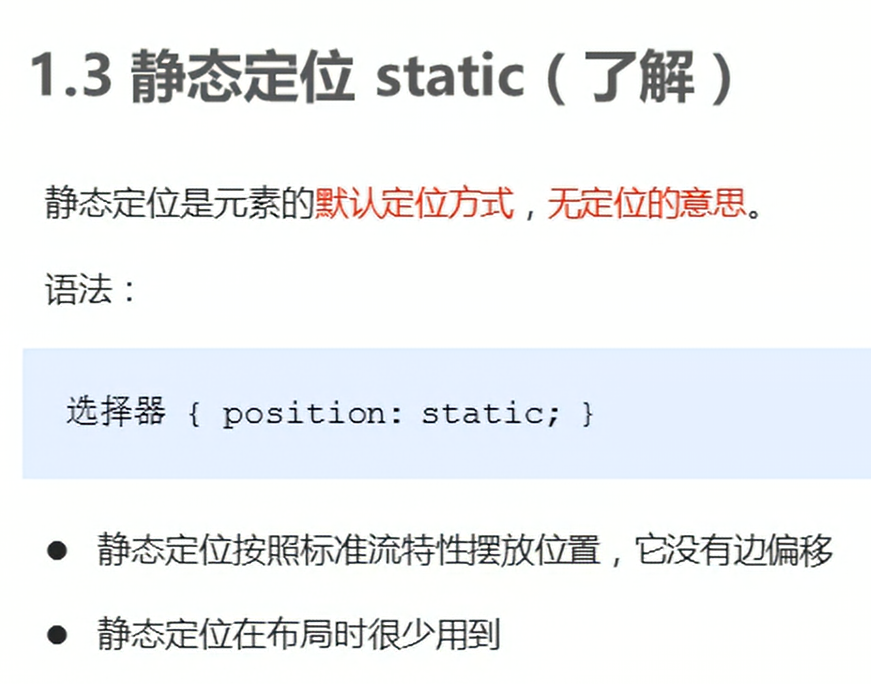 1.3 静态定位 static（了解）
静态定位是元素的默认定位方式，无定位的意思。
语法：
选择器 { position: static; }
● 静态定位按照标准流特性摆放位置，它没有边偏移
● 静态定位在布局时很少用到